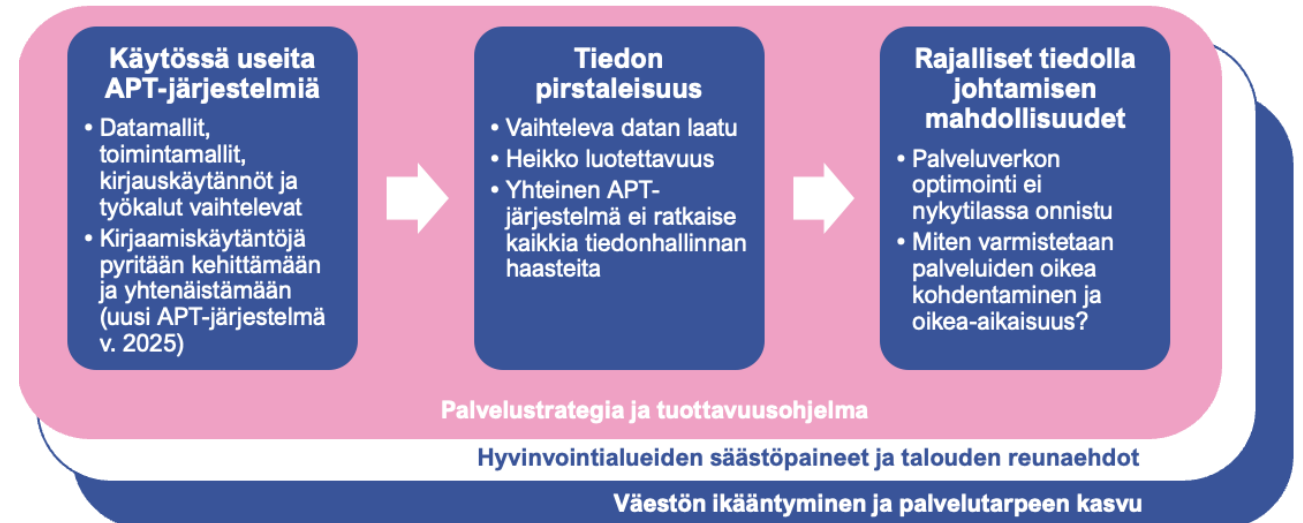 Käytössä useita
APT-järjestelmiä
• Datamallit,
toimintamallit,
kirjauskäytännöt ja
työkalut vaihtelevat
• Kirjaamiskäytäntöjä
pyritään kehittämään
ja yhtenäistämään
(uusi APT-järjestelmä
v. 2025)
Tiedon
pirstaleisuus
• Vaihteleva datan laatu
• Heikko luotettavuus
• Yhteinen APT-
järjestelmä ei ratkaise
kaikkia tiedonhallinnan
haasteita
Rajalliset tiedolla
johtamisen
mahdollisuudet
• Palveluverkon
optimointi ei
nykytilassa onnistu
• Miten varmistetaan
palveluiden oikea
kohdentaminen ja
oikea-aikaisuus?
Palvelustrategia ja tuottavuusohjelma
Hyvinvointialueiden säästöpaineet ja talouden reunaehdot
Väestön ikääntyminen ja palvelutarpeen kasvu